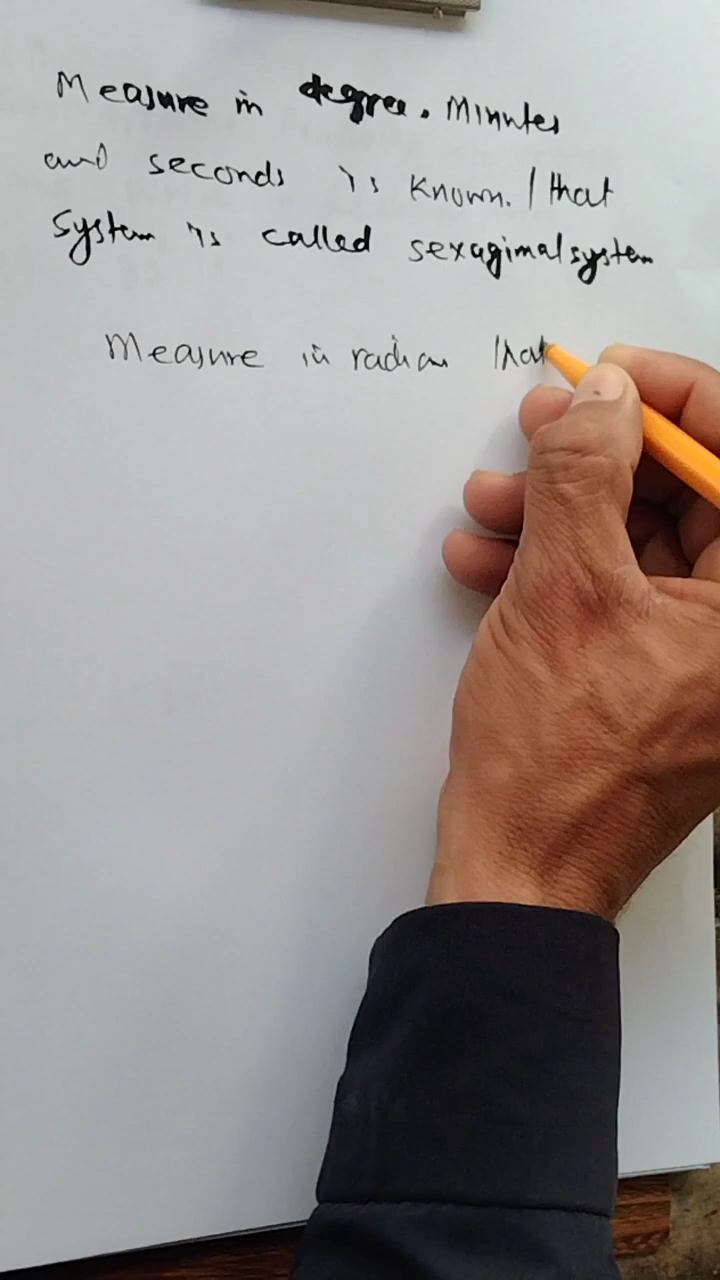 Measure in degree. Minutes
and seconds is known. That
system is called sexagimal system
Measure in radian that